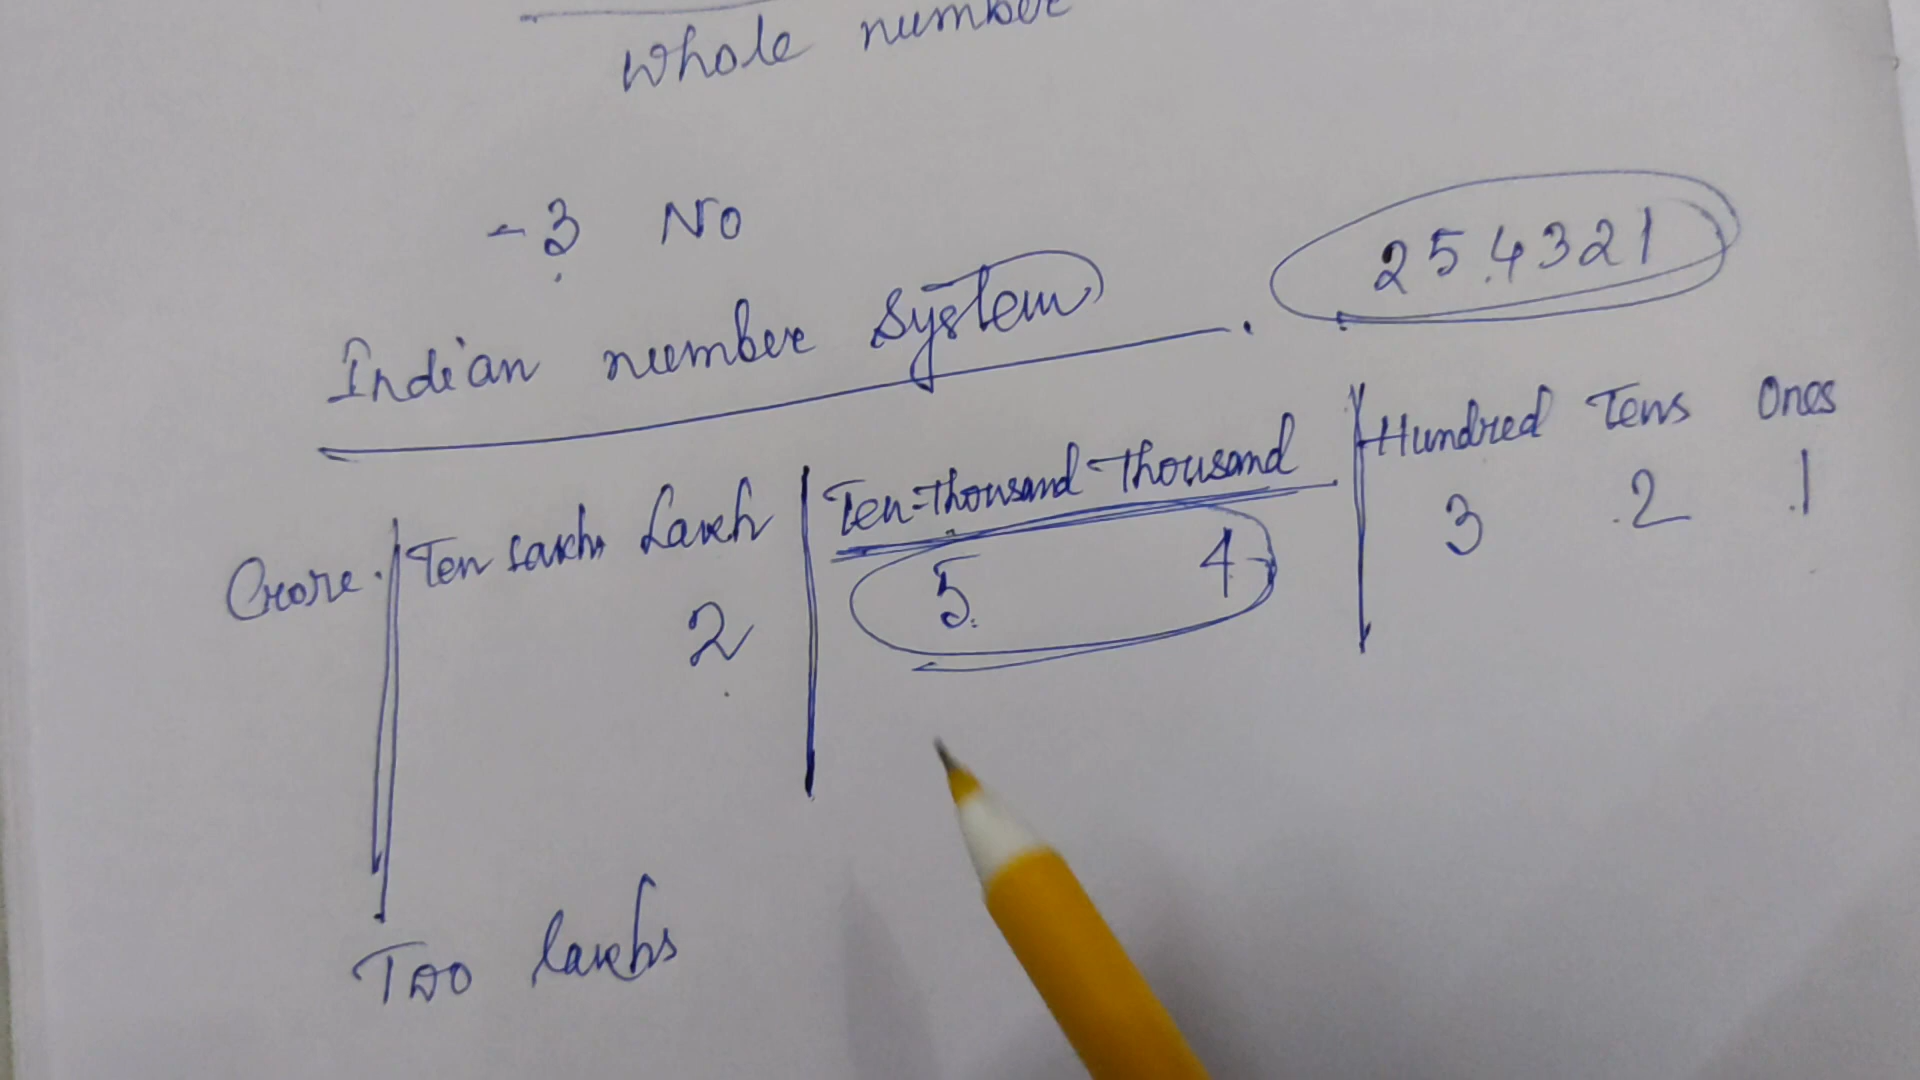 Whole number
-3 No
Indian number system 254321
Crore Ten Lakhs Lakh Ten-thousand Thousand Hundred Tens Ones
2 5 4 3 2 1
Two lakhs